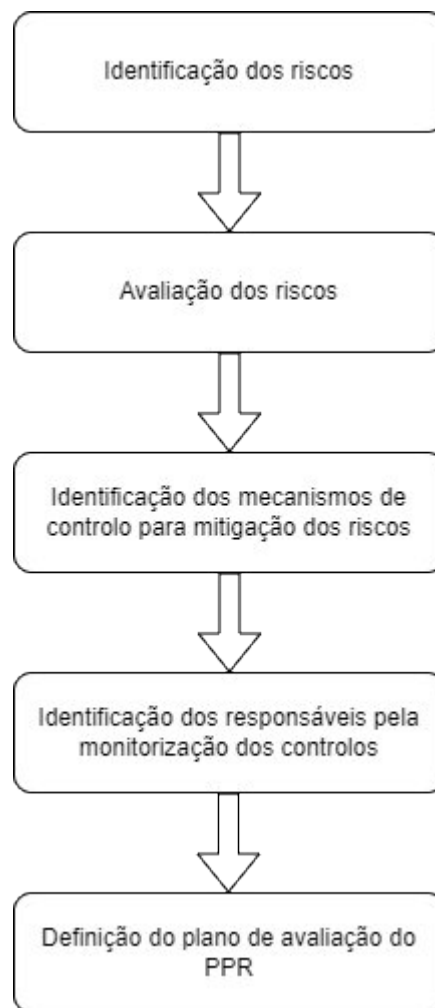 Identificação dos riscos
Avaliação dos riscos
Identificação dos mecanismos de
controlo para mitigação dos riscos
Identificação dos responsáveis pela
monitorização dos controlos
Definição do plano de avaliação do
PPR